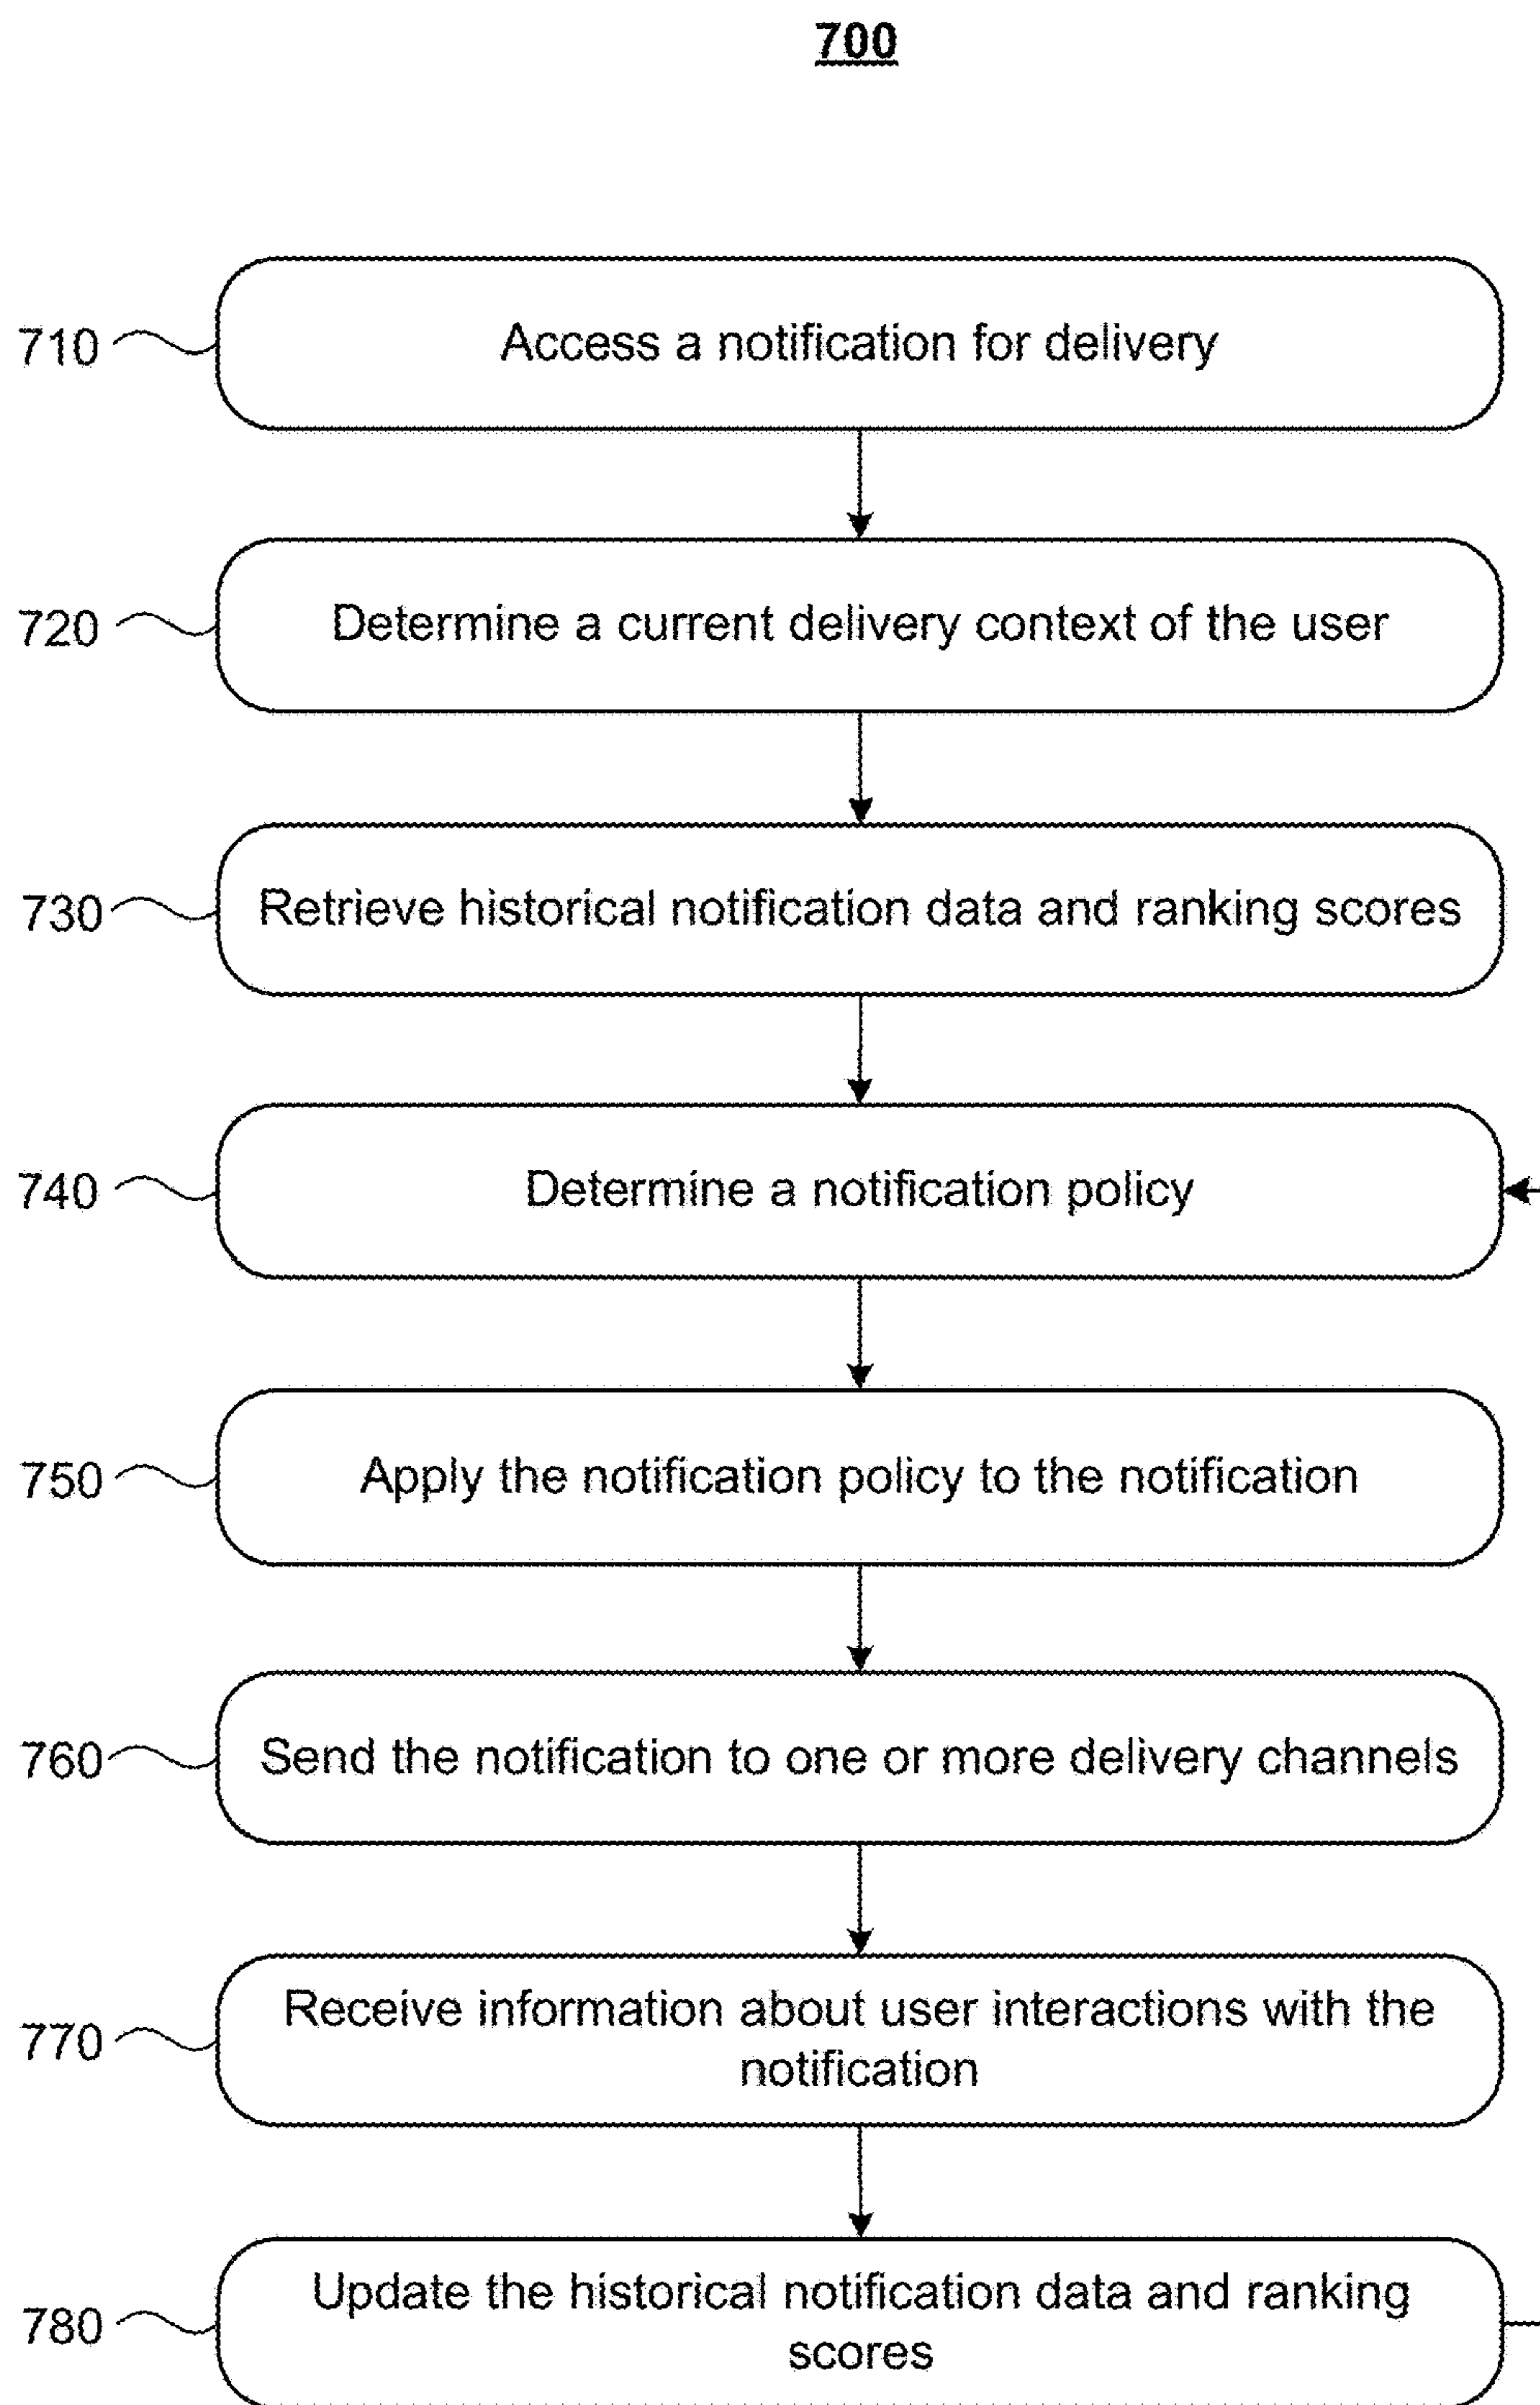 700
710
Access a notification for delivery
720
Determine a current delivery context of the user
730
Retrieve historical notification data and ranking scores
740
Determine a notification policy
750
Apply the notification policy to the notification
760
Send the notification to one or more delivery channels
770
Receive information about user interactions with the
notification
780
Update the historical notification data and ranking
scores